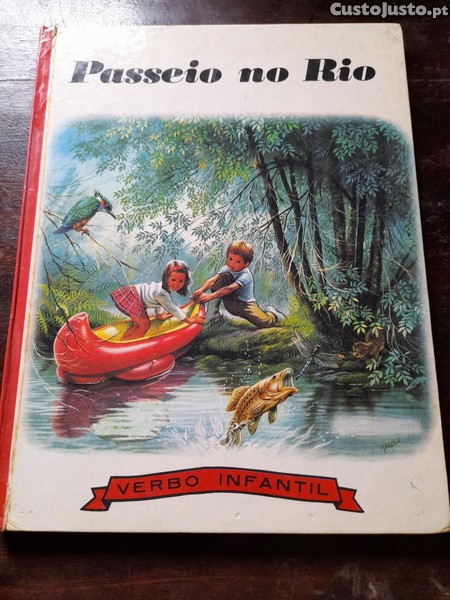 CustoJusto.pt
Passeio no Rio
VERBO INFANTIL